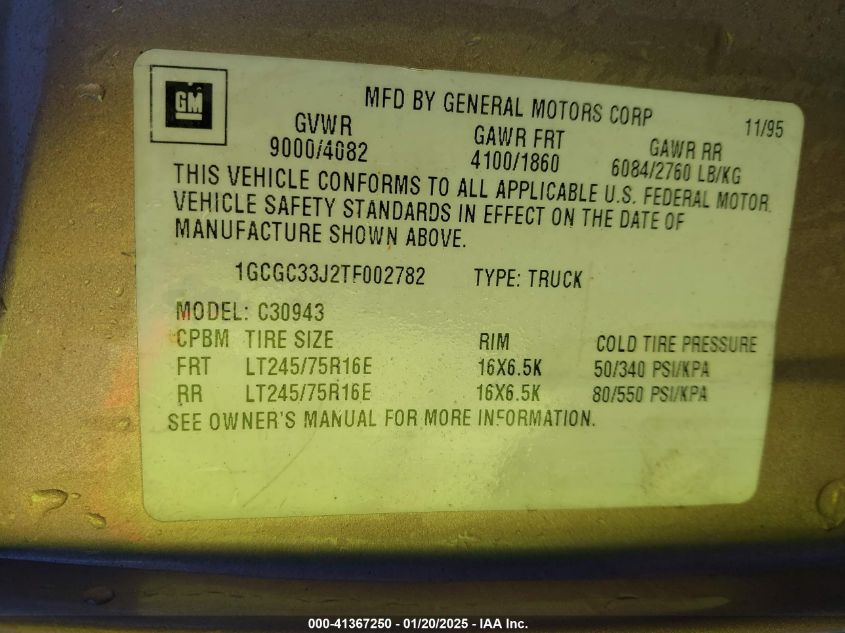 GM
MFD BY GENERAL MOTORS CORP 11/95
GVWR GAWR FRT GAWR RR
9000/4082 4100/1860 6084/2760 LB/KG
THIS VEHICLE CONFORMS TO ALL APPLICABLE U.S. FEDERAL MOTOR
VEHICLE SAFETY STANDARDS IN EFFECT ON THE DATE OF
MANUFACTURE SHOWN ABOVE.
1GCGC33J2TF002782 TYPE: TRUCK
MODEL: C30943
CPBM TIRE SIZE RIM COLD TIRE PRESSURE
FRT LT245/75R16E 16X6.5K 50/340 PSI/KPA
RR LT245/75R16E 16X6.5K 80/550 PSI/KPA
SEE OWNER'S MANUAL FOR MORE INFORMATION.
000-41367250 - 01/20/2025 - IAA Inc.